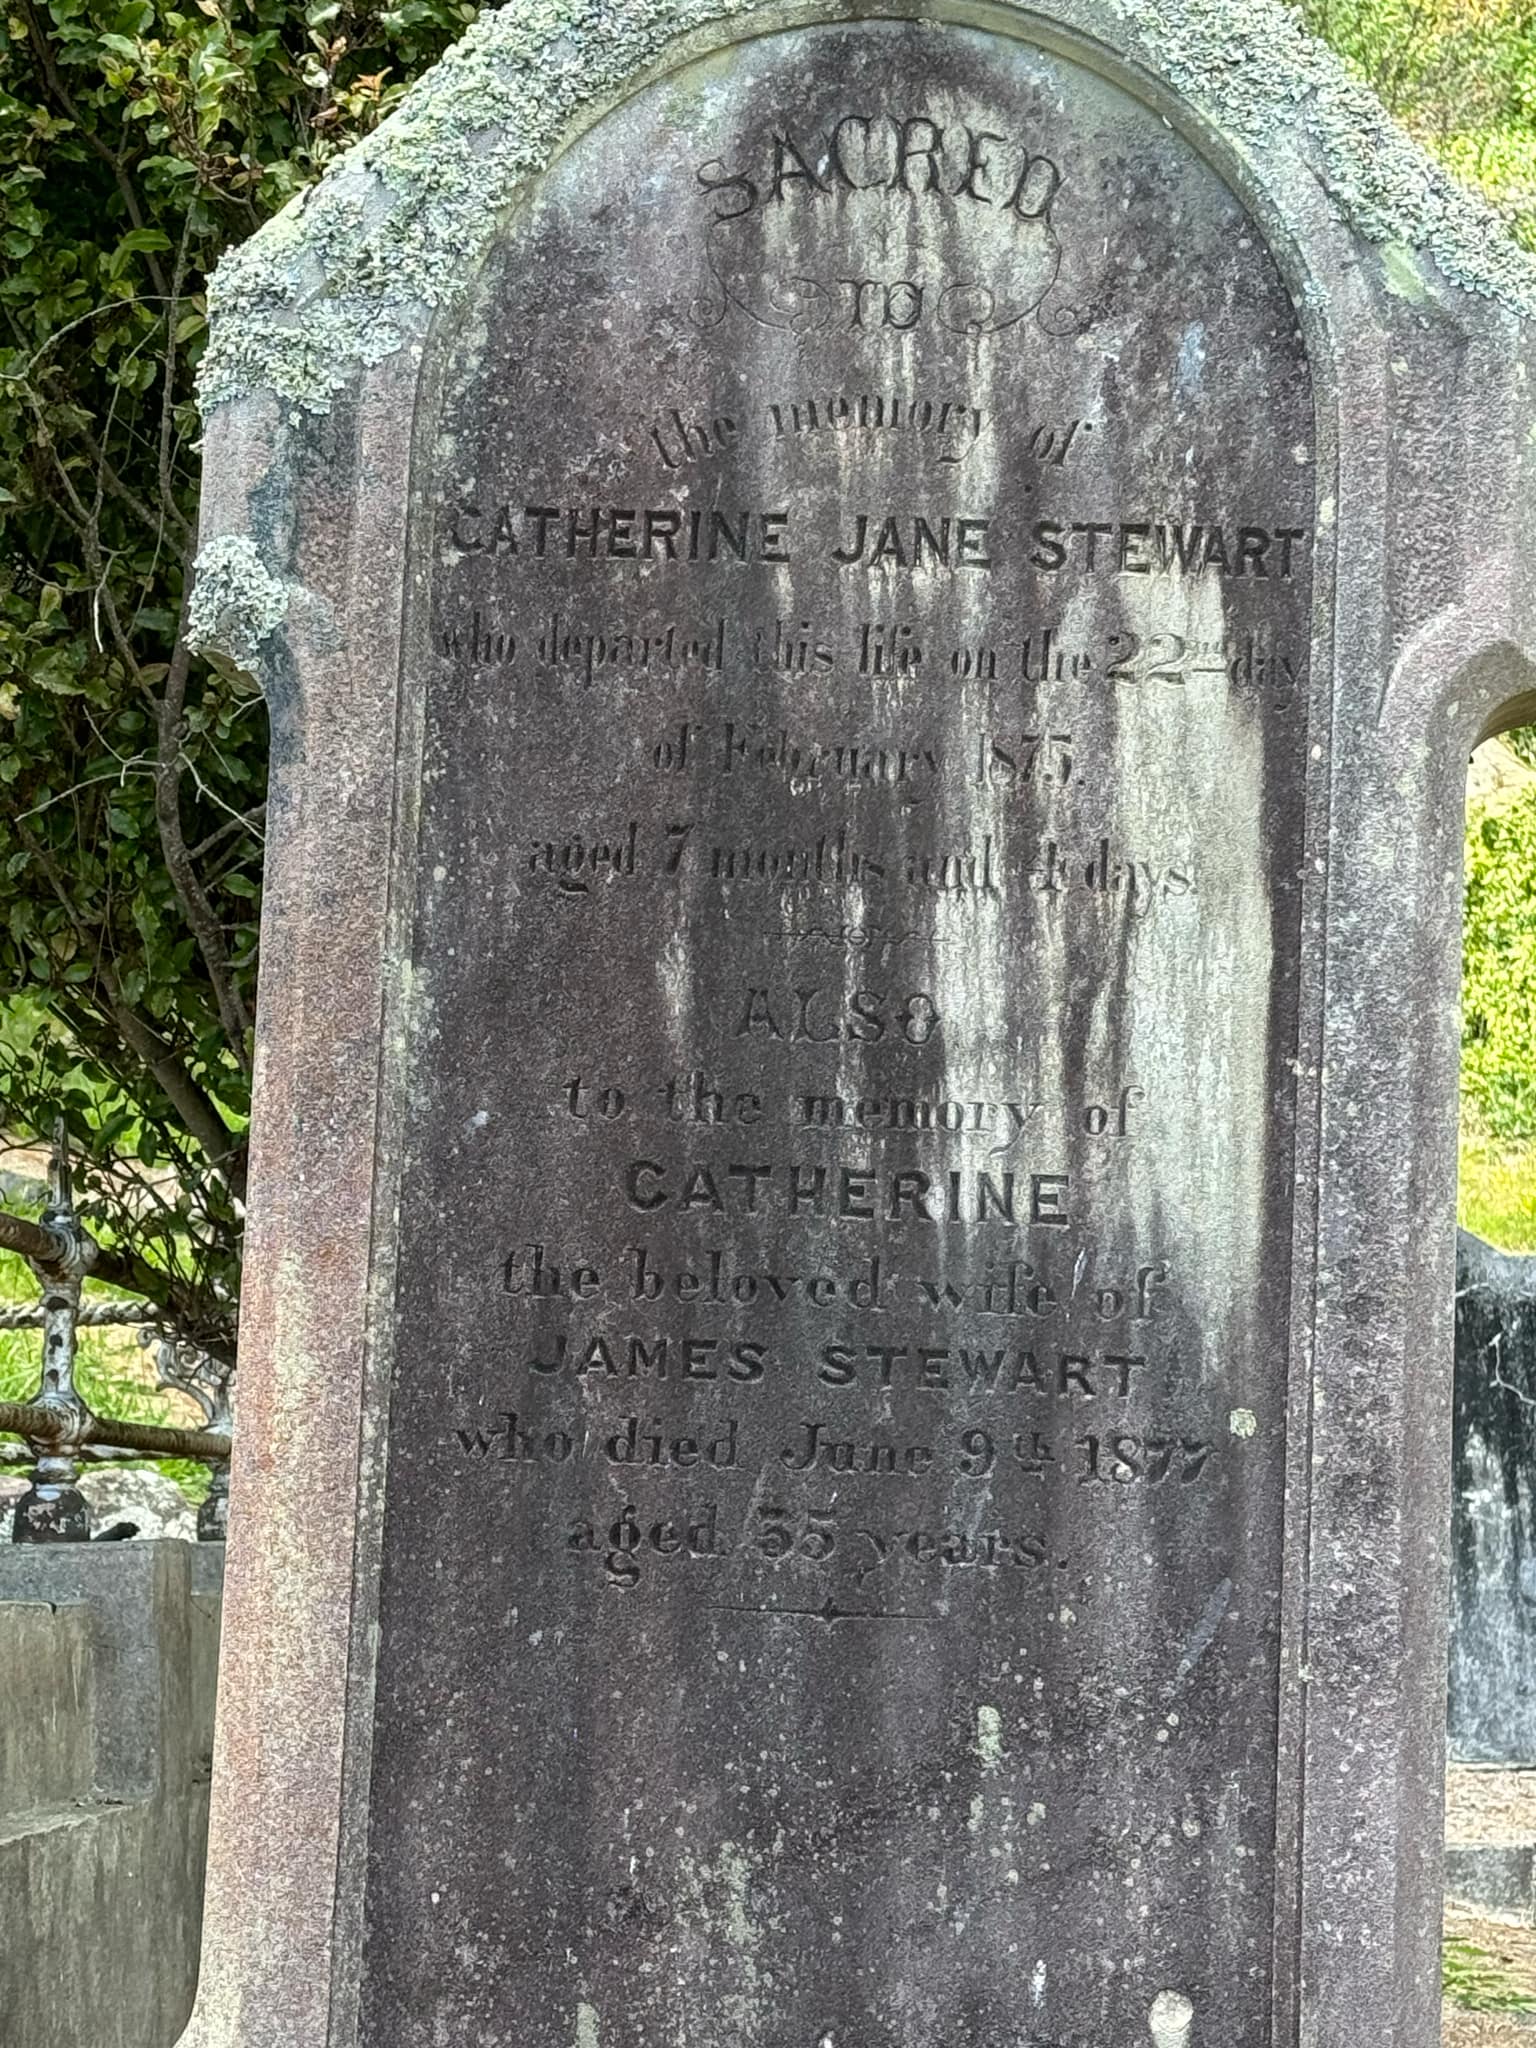 SACRED
TO
the memory of
CATHERINE JANE STEWART
who departed this life on the 22nd day
of February 1875.
aged 7 months and 4 days.
ALSO
to the memory of
CATHERINE
the beloved wife of
JAMES STEWART
who died June 9th 1877
aged 35 years.